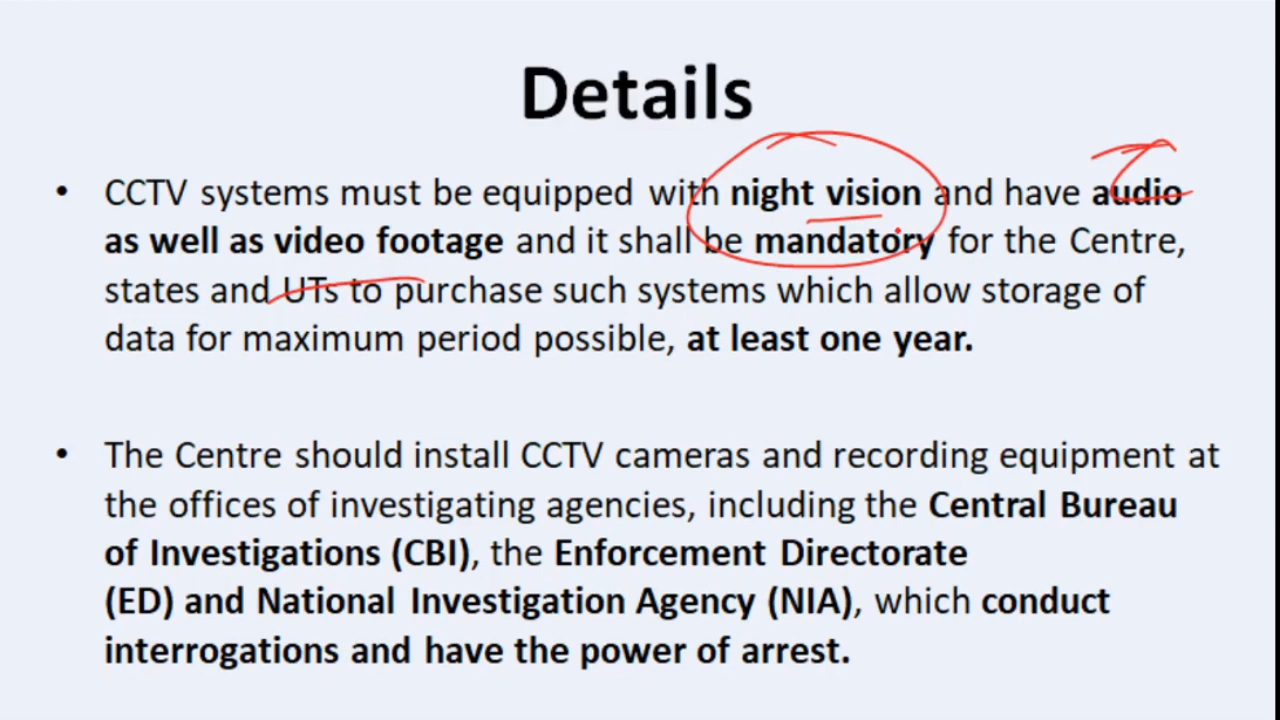 Details
• CCTV systems must be equipped with night vision and have audio
as well as video footage and it shall be mandatory for the Centre,
states and UTs to purchase such systems which allow storage of
data for maximum period possible, at least one year.
• The Centre should install CCTV cameras and recording equipment at
the offices of investigating agencies, including the Central Bureau
of Investigations (CBI), the Enforcement Directorate
(ED) and National Investigation Agency (NIA), which conduct
interrogations and have the power of arrest.